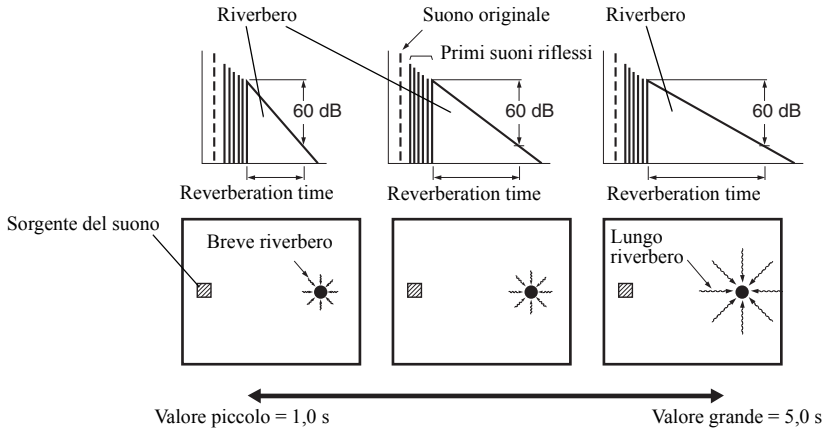 Riverbero
Suono originale
Riverbero
Primi suoni riflessi
60 dB
60 dB
60 dB
Reverberation time
Reverberation time
Reverberation time
Sorgente del suono
Breve riverbero
Lungo
riverbero
Valore piccolo = 1,0 s
Valore grande = 5,0 s